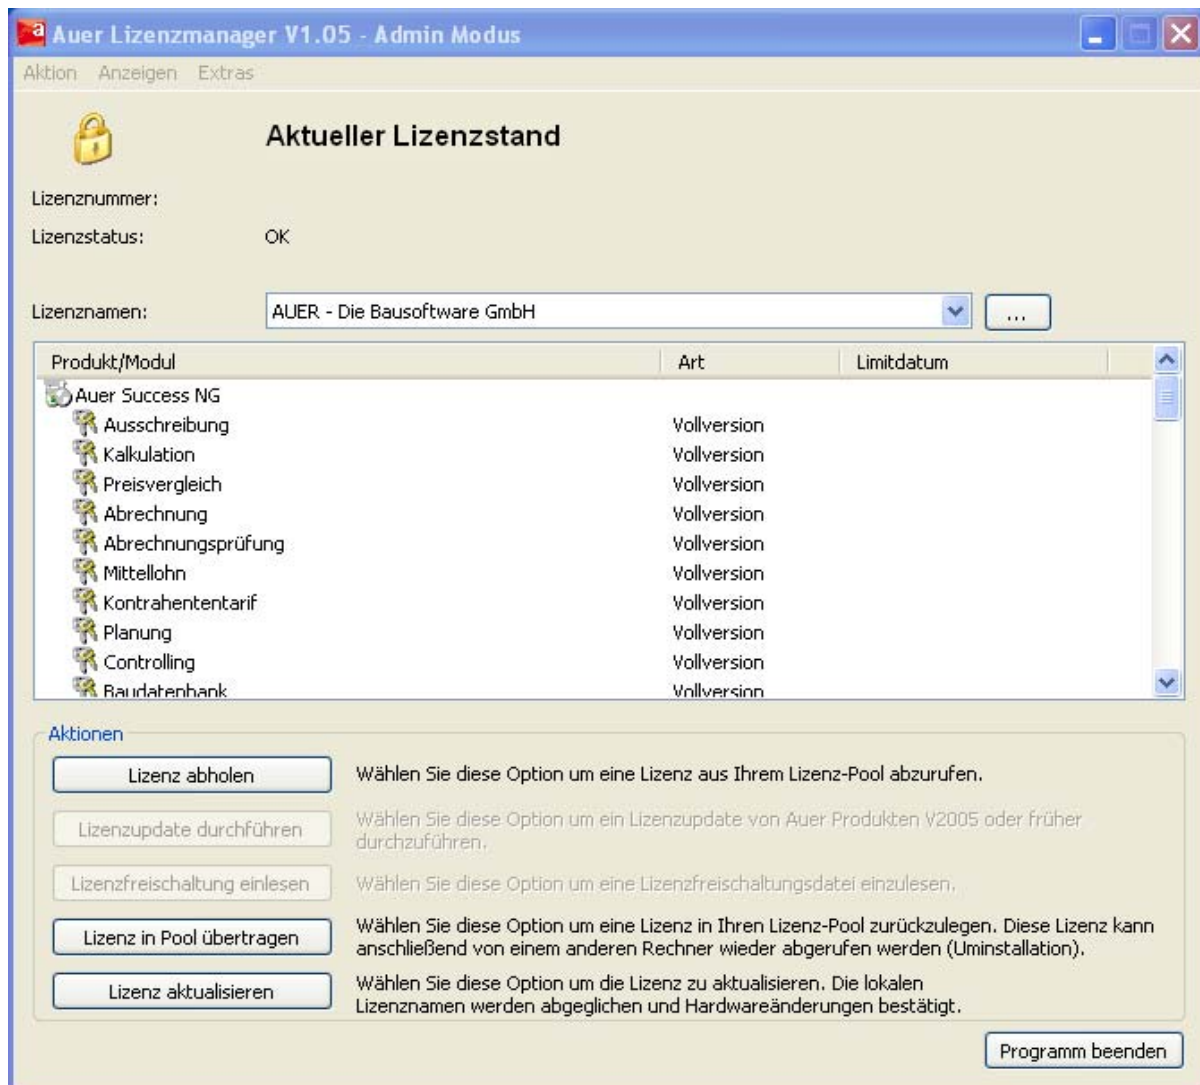 Auer Lizenzmanager V1.05 - Admin Modus
Aktion Anzeigen Extras
Aktueller Lizenzstand
Lizenznummer:
Lizenzstatus: OK
Lizenznamen: AUER - Die Bausoftware GmbH ...
Produkt/Modul Art Limitdatum
Auer Success NG
Ausschreibung Vollversion
Kalkulation Vollversion
Preisvergleich Vollversion
Abrechnung Vollversion
Abrechnungsprüfung Vollversion
Mittellohn Vollversion
Kontrahententarif Vollversion
Planung Vollversion
Controlling Vollversion
Baudatenbank Vollversion
Aktionen
Lizenz abholen Wählen Sie diese Option um eine Lizenz aus Ihrem Lizenz-Pool abzurufen.
Lizenzupdate durchführen Wählen Sie diese Option um ein Lizenzupdate von Auer Produkten V2005 oder früher
durchzuführen.
Lizenzfreischaltung einlesen Wählen Sie diese Option um eine Lizenzfreischaltungsdatei einzulesen.
Lizenz in Pool übertragen Wählen Sie diese Option um eine Lizenz in Ihren Lizenz-Pool zurückzulegen. Diese Lizenz kann
anschließend von einem anderen Rechner wieder abgerufen werden (Uminstallation).
Lizenz aktualisieren Wählen Sie diese Option um die Lizenz zu aktualisieren. Die lokalen
Lizenznamen werden abgeglichen und Hardwareänderungen bestätigt.
Programm beenden